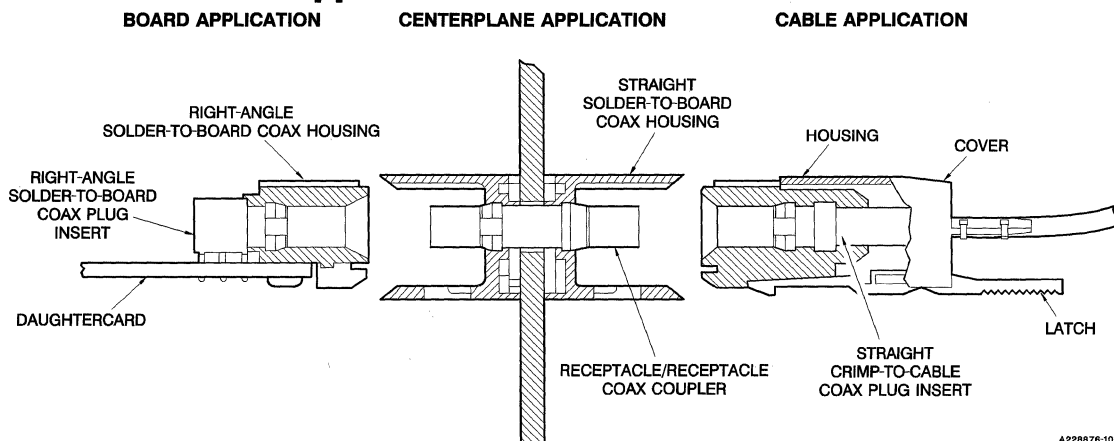 BOARD APPLICATION
CENTERPLANE APPLICATION
CABLE APPLICATION
RIGHT-ANGLE
SOLDER-TO-BOARD COAX HOUSING
STRAIGHT
SOLDER-TO-BOARD
COAX HOUSING
HOUSING
COVER
RIGHT-ANGLE
SOLDER-TO-BOARD
COAX PLUG
INSERT
DAUGHTERCARD
RECEPTACLE/RECEPTACLE
COAX COUPLER
STRAIGHT
CRIMP-TO-CABLE
COAX PLUG INSERT
LATCH
A228876-10